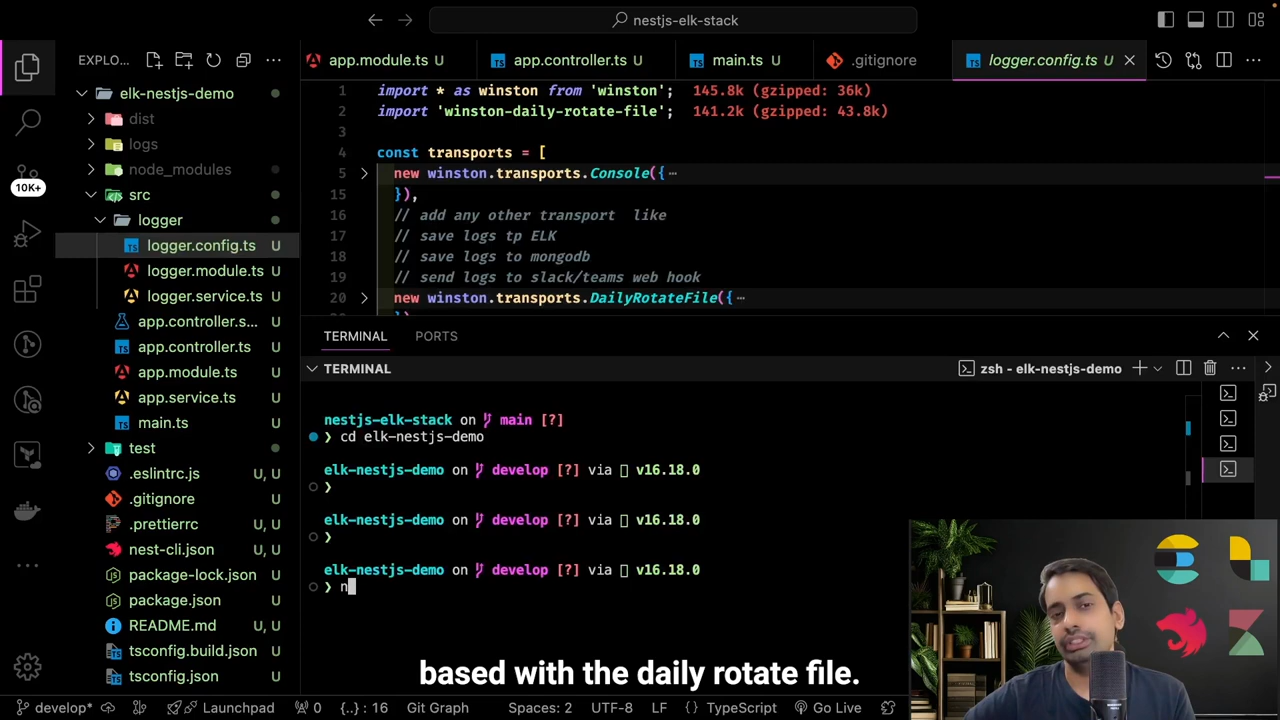 nestjs-elk-stack
EXPLO...
app.module.ts U
app.controller.ts U
main.ts U
.gitignore
logger.config.ts U
elk-nestjs-demo
dist
logs
node_modules
10K+
src
logger
logger.config.ts U
logger.module.ts U
logger.service.ts U
app.controller.s... U
app.controller.ts U
app.module.ts U
app.service.ts U
main.ts U
test
.eslintrc.js U, U
.gitignore U
.prettierrc U, U
nest-cli.json U, U
package-lock.json U
package.json U
README.md U, U
tsconfig.build.json U
tsconfig.json U
1 import * as winston from 'winston'; 145.8k (gzipped: 36k)
2 import 'winston-daily-rotate-file'; 141.2k (gzipped: 43.8k)
3
4 const transports = [
5 new winston.transports.Console({ ⋯
15 }),
16 // add any other transport  like
17 // save logs tp ELK
18 // save logs to mongodb
19 // send logs to slack/teams web hook
20 new winston.transports.DailyRotateFile({ ⋯
TERMINAL PORTS
TERMINAL
zsh - elk-nestjs-demo
nestjs-elk-stack on main [?]
❯ cd elk-nestjs-demo
elk-nestjs-demo on develop [?] via v16.18.0
❯
elk-nestjs-demo on develop [?] via v16.18.0
❯
elk-nestjs-demo on develop [?] via v16.18.0
❯ n
based with the daily rotate file.
develop* Launchpad 0 {..} : 16 Git Graph Spaces: 2 UTF-8 LF {} TypeScript Go Live